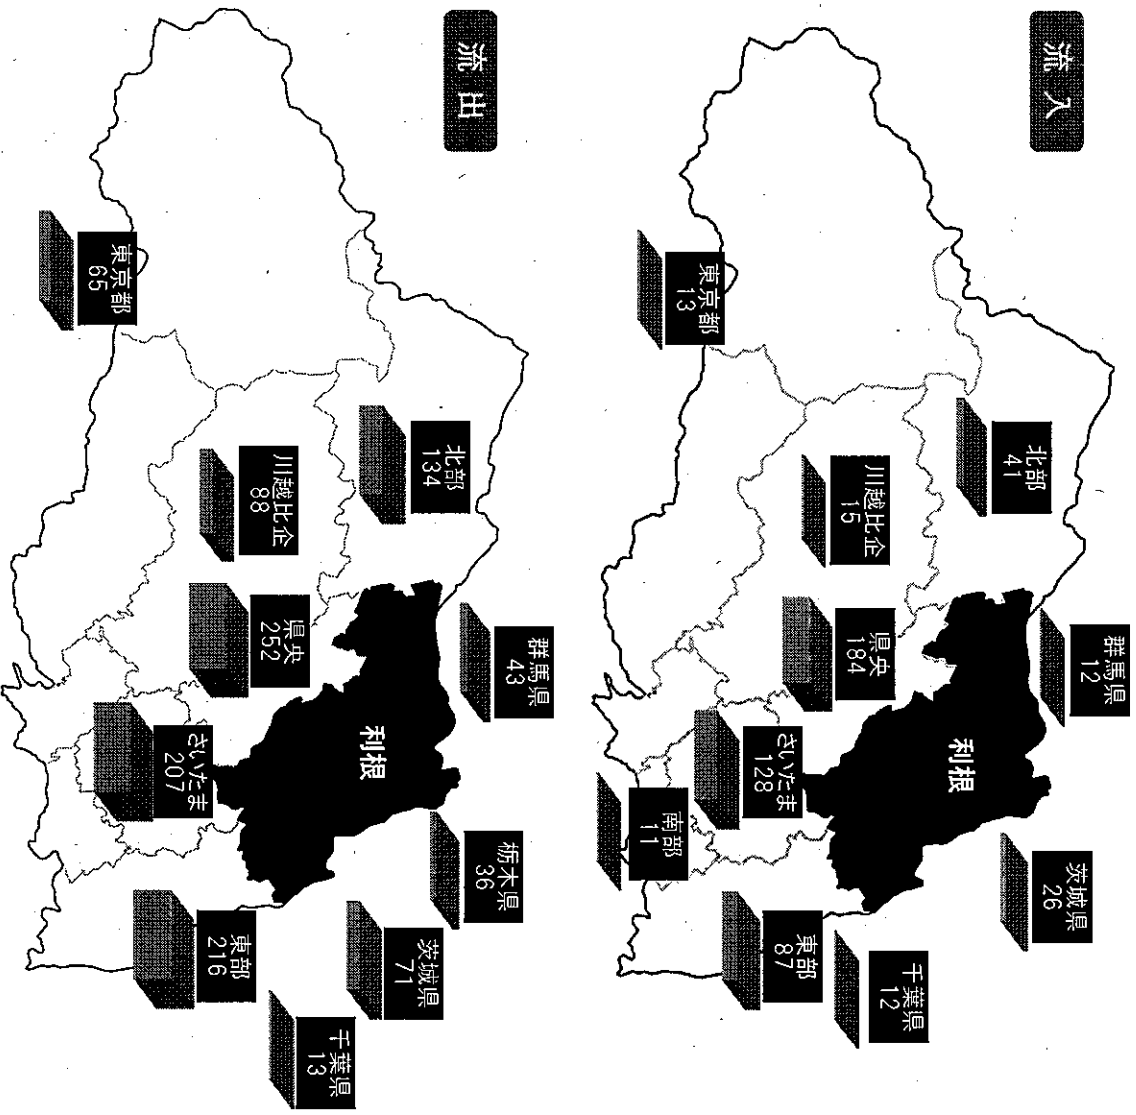 流入
群馬県
12
北部
41
茨城県
26
利根
川越比企
15
県央
184
さいたま
128
千葉県
12
東京都
13
南部
11
東部
87
流出
群馬県
43
北部
134
栃木県
36
利根
茨城県
71
川越比企
88
県央
252
さいたま
207
千葉県
13
東京都
65
東部
216